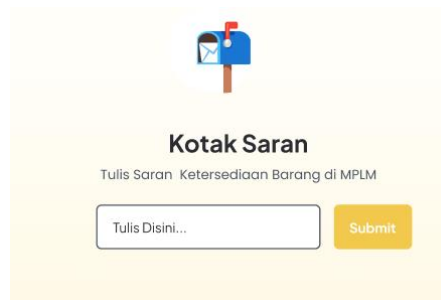 Kotak Saran
Tulis Saran Ketersediaan Barang di MPLM
Tulis Disini...
Submit